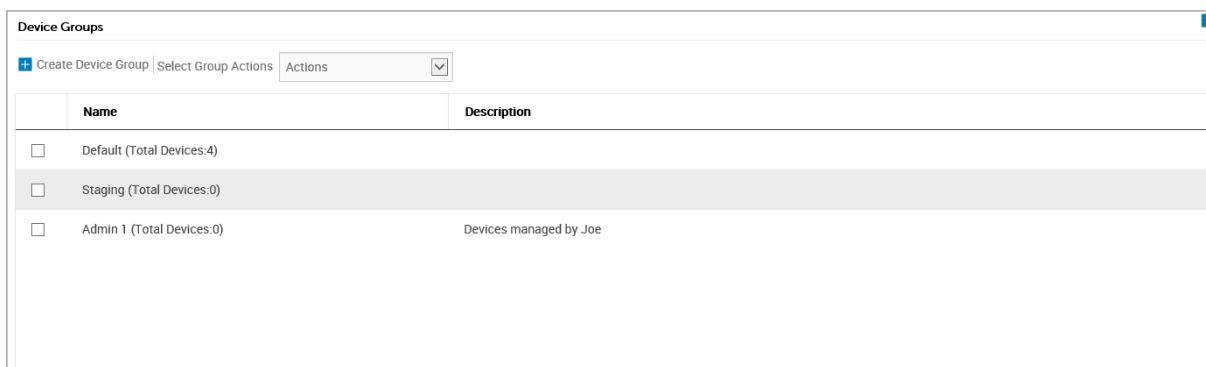 Device Groups
Create Device Group Select Group Actions Actions
Name Description
Default (Total Devices:4)
Staging (Total Devices:0)
Admin 1 (Total Devices:0) Devices managed by Joe